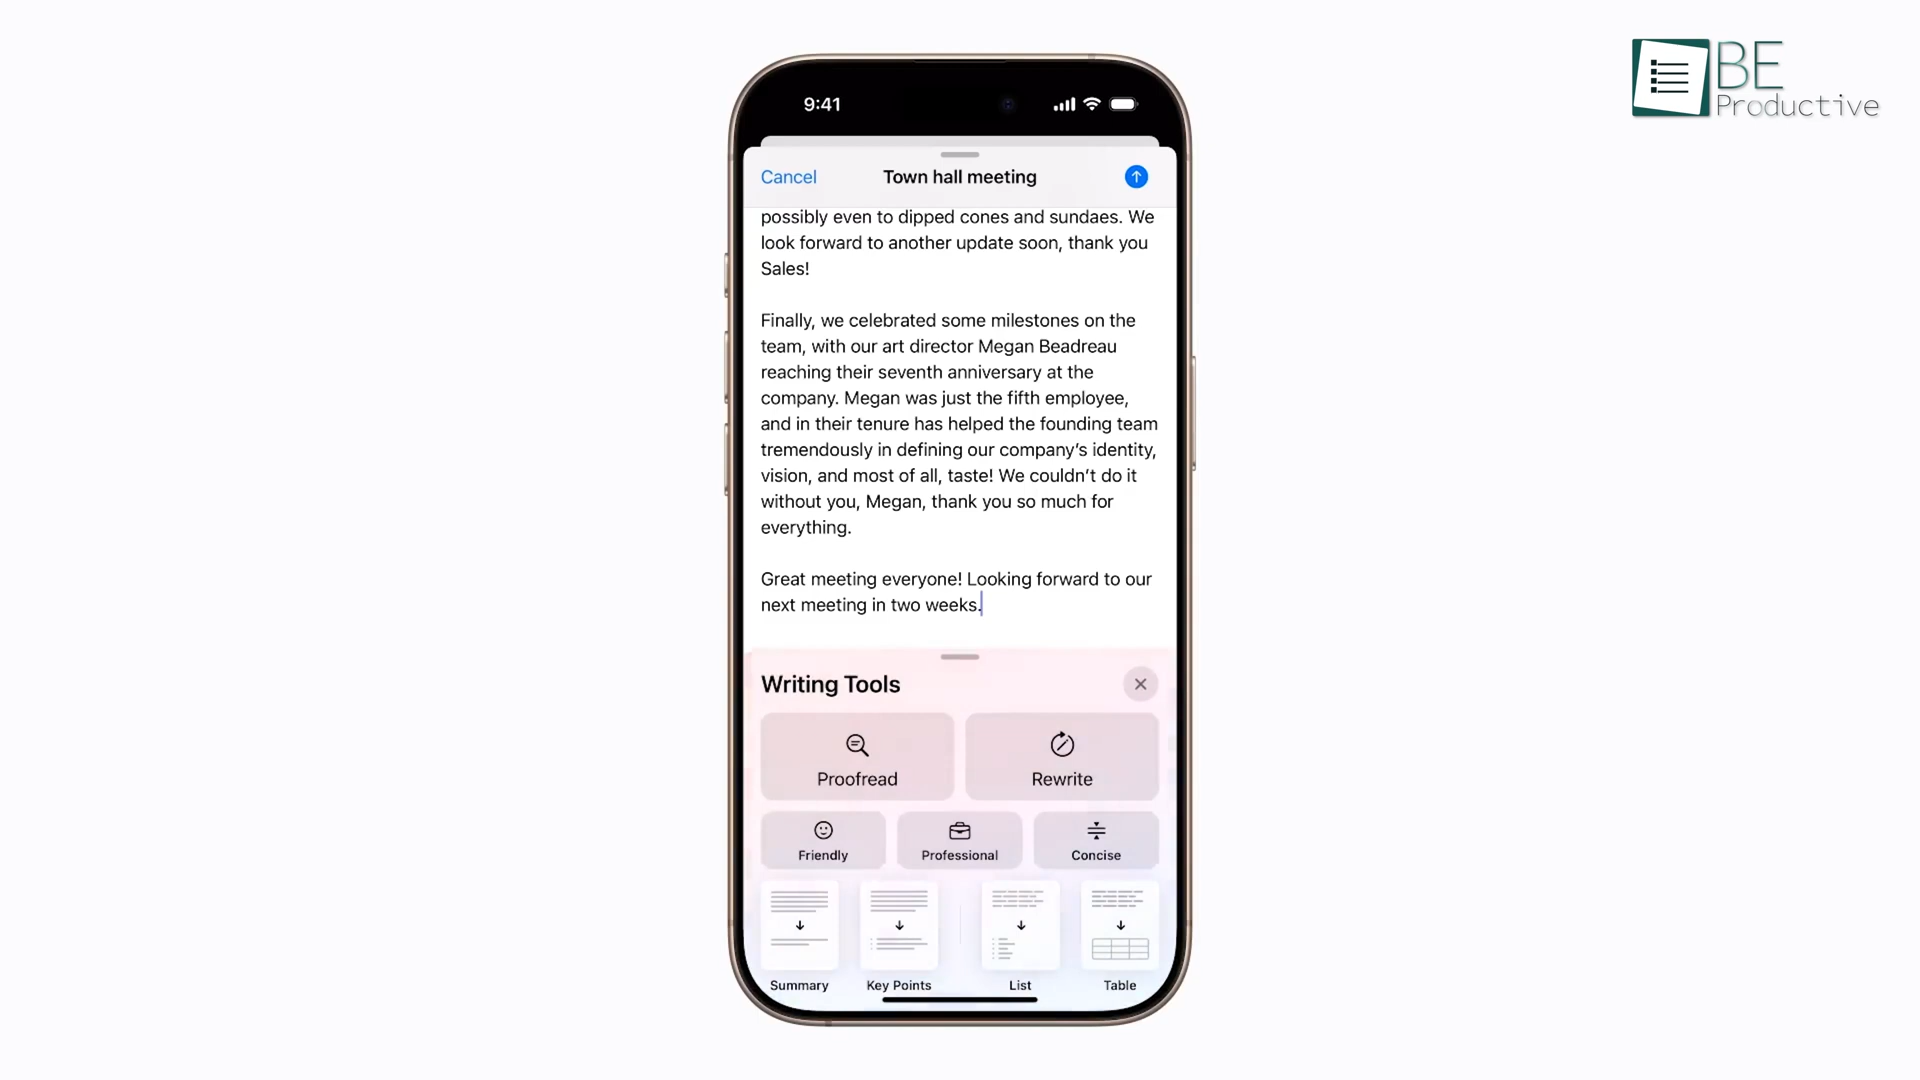 BE
Productive
9:41
Cancel
Town hall meeting
possibly even to dipped cones and sundaes. We
look forward to another update soon, thank you
Sales!
Finally, we celebrated some milestones on the
team, with our art director Megan Beadreau
reaching their seventh anniversary at the
company. Megan was just the fifth employee,
and in their tenure has helped the founding team
tremendously in defining our company’s identity,
vision, and most of all, taste! We couldn’t do it
without you, Megan, thank you so much for
everything.
Great meeting everyone! Looking forward to our
next meeting in two weeks.
Writing Tools
Proofread
Rewrite
Friendly
Professional
Concise
Summary
Key Points
List
Table